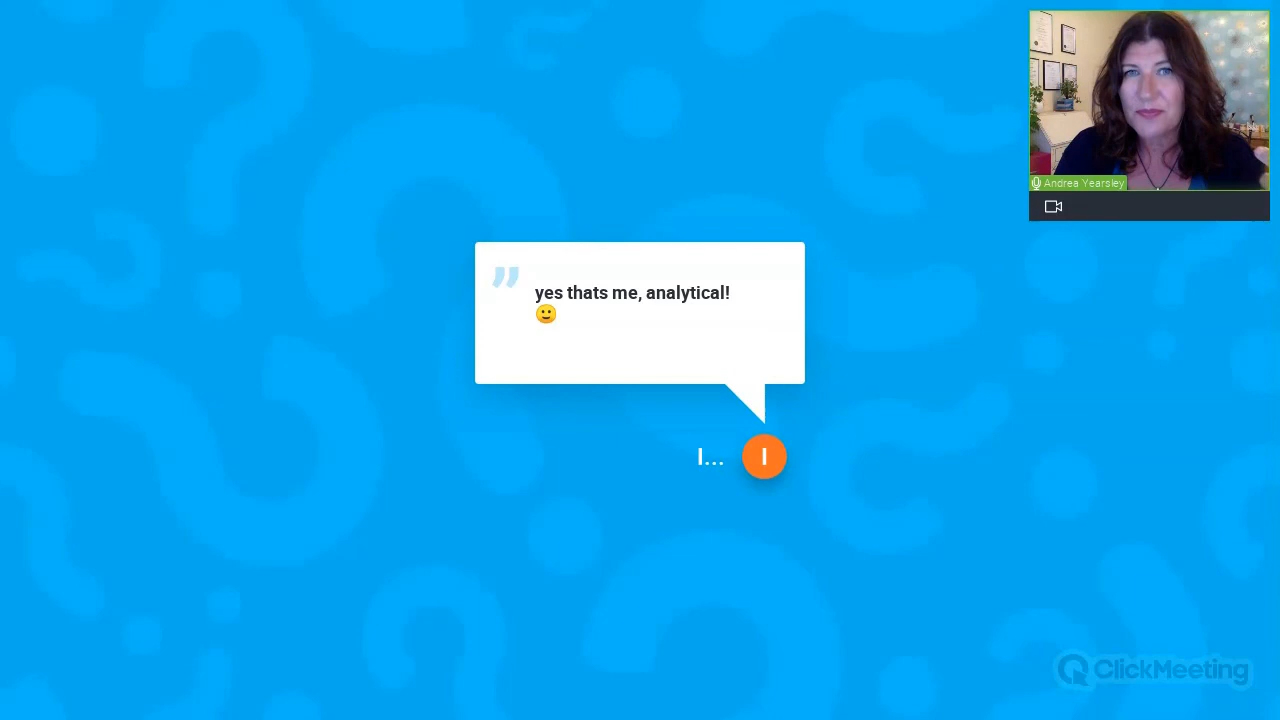 Andrea Yearsley
yes thats me, analytical!
🙂
I...
I
ClickMeeting